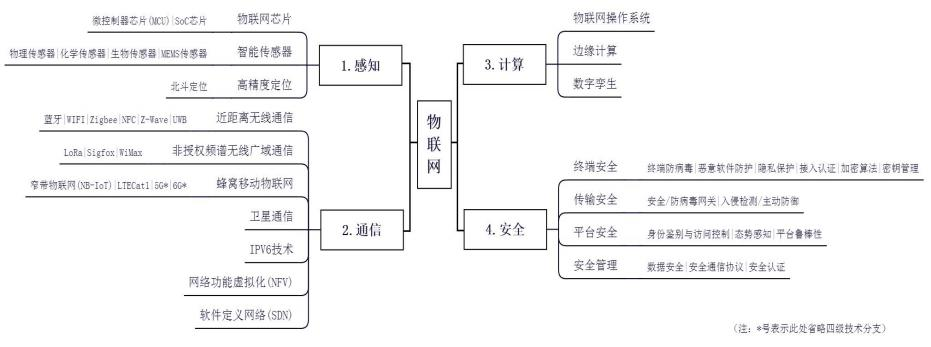 物联网
1.感知
物联网芯片
微控制器芯片(MCU)|SoC芯片
智能传感器
物理传感器|化学传感器|生物传感器|MEMS传感器
高精度定位
北斗定位
2.通信
近距离无线通信
蓝牙|WIFI|Zigbee|NFC|Z-Wave|UWB
非授权频谱无线广域通信
LoRa|Sigfox|WiMax
蜂窝移动物联网
窄带物联网(NB-IoT)|LTECat1|5G*|6G*
卫星通信
IPV6技术
网络功能虚拟化(NFV)
软件定义网络(SDN)
3.计算
物联网操作系统
边缘计算
数字孪生
4.安全
终端安全
终端防病毒|恶意软件防护|隐私保护|接入认证|加密算法|密钥管理
传输安全
安全/防病毒网关|入侵检测/主动防御
平台安全
身份鉴别与访问控制|态势感知|平台鲁棒性
安全管理
数据安全|安全通信协议|安全认证
(注：*号表示此处省略四级技术分支)